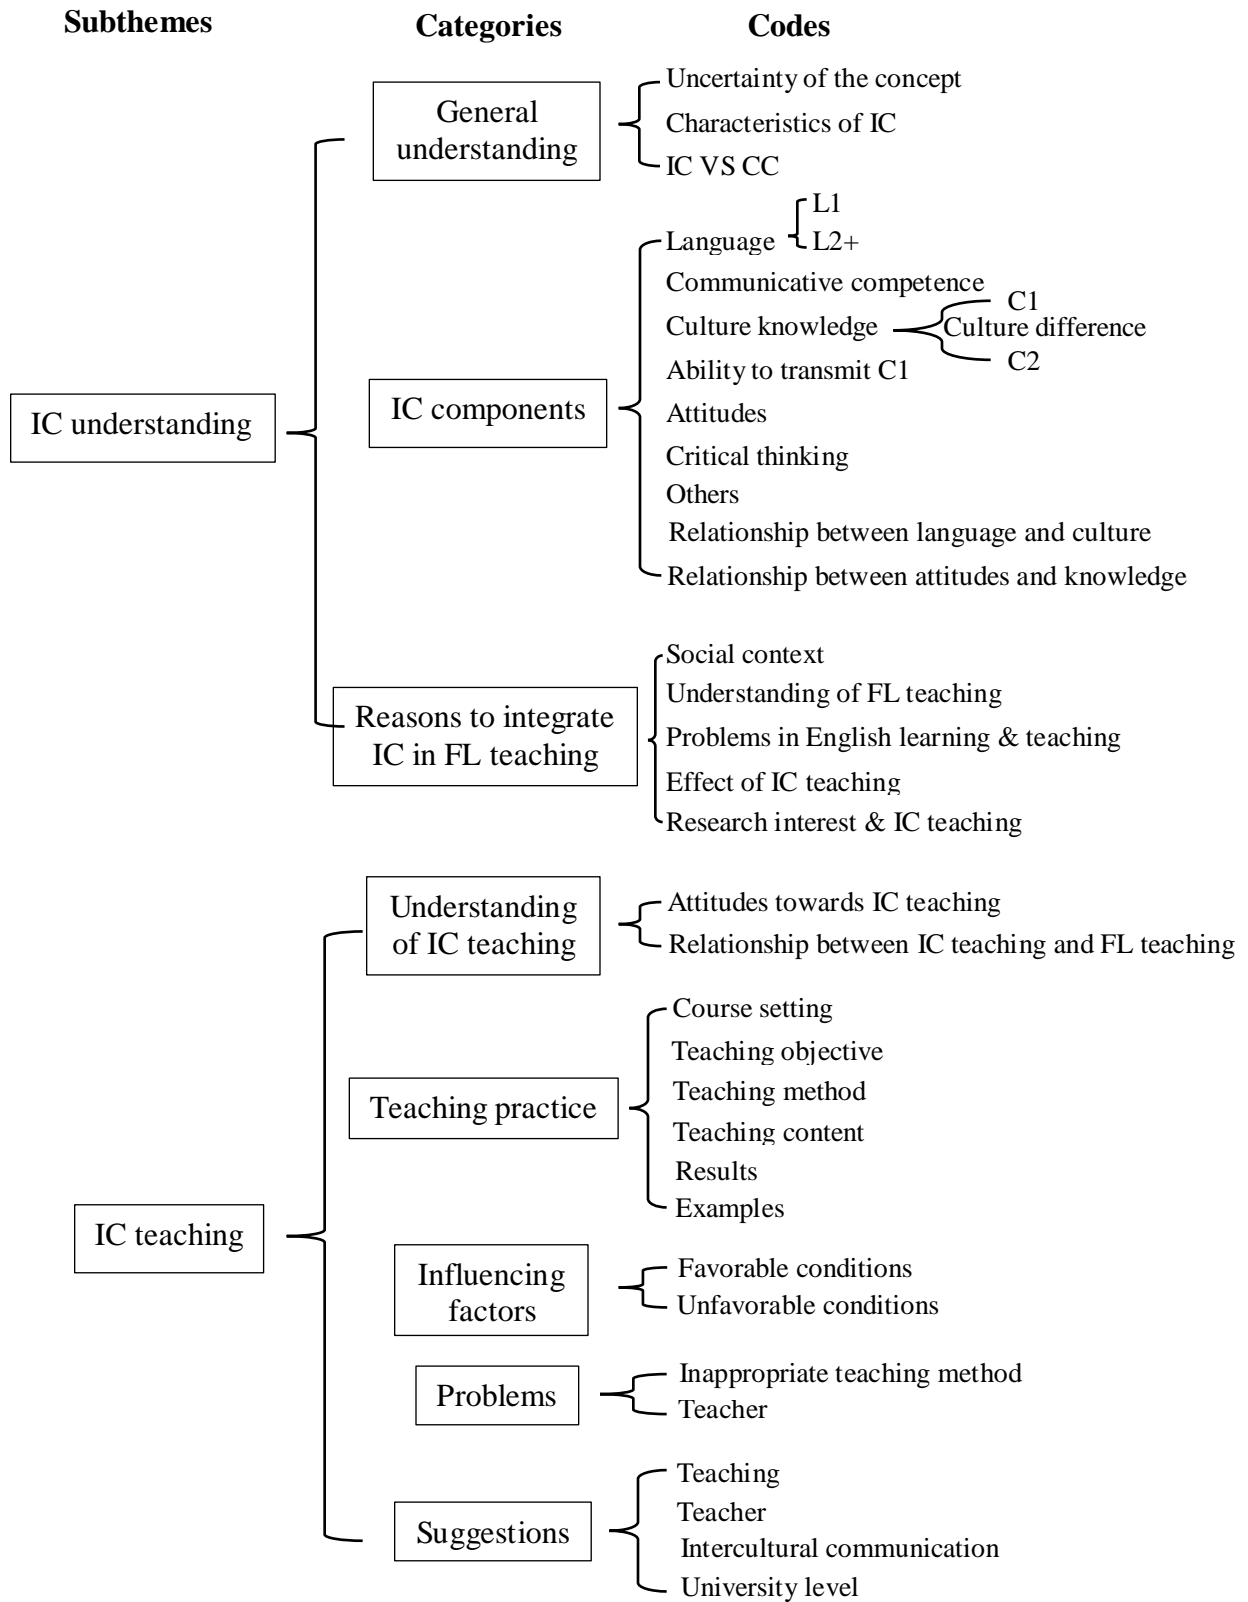 Subthemes
Categories
Codes
IC understanding
General
understanding
Uncertainty of the concept
Characteristics of IC
IC VS CC
IC components
Language
L1
L2+
Communicative competence
Culture knowledge
C1
Culture difference
C2
Ability to transmit C1
Attitudes
Critical thinking
Others
Relationship between language and culture
Relationship between attitudes and knowledge
Reasons to integrate
IC in FL teaching
Social context
Understanding of FL teaching
Problems in English learning & teaching
Effect of IC teaching
Research interest & IC teaching
IC teaching
Understanding
of IC teaching
Attitudes towards IC teaching
Relationship between IC teaching and FL teaching
Teaching practice
Course setting
Teaching objective
Teaching method
Teaching content
Results
Examples
Influencing
factors
Favorable conditions
Unfavorable conditions
Problems
Inappropriate teaching method
Teacher
Suggestions
Teaching
Teacher
Intercultural communication
University level